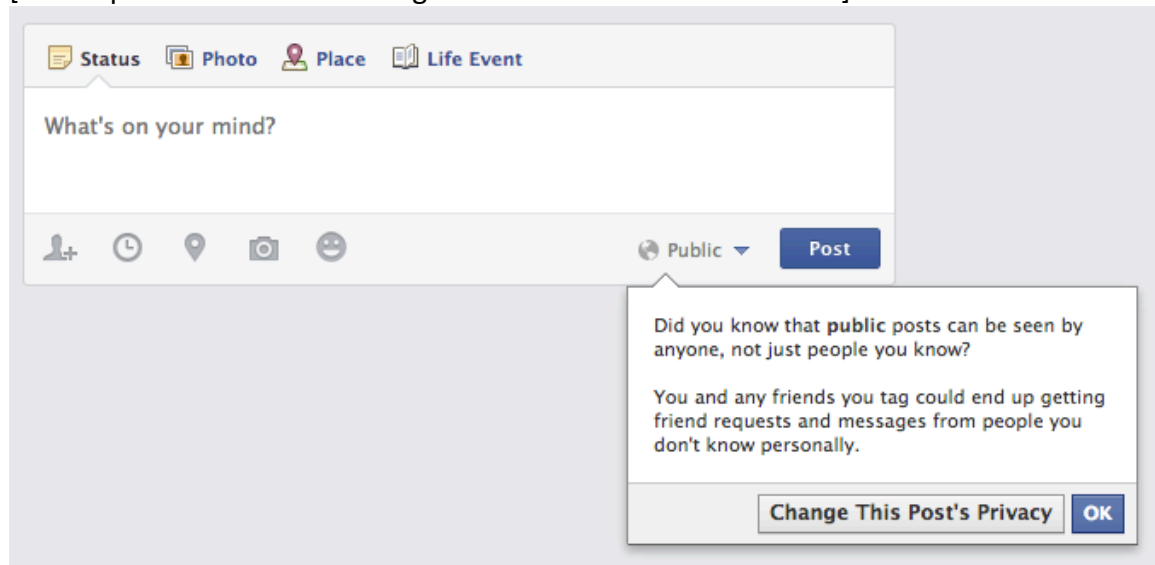 Status Photo Place Life Event
What's on your mind?
Public Post
Did you know that public posts can be seen by
anyone, not just people you know?
You and any friends you tag could end up getting
friend requests and messages from people you
don't know personally.
Change This Post's Privacy OK